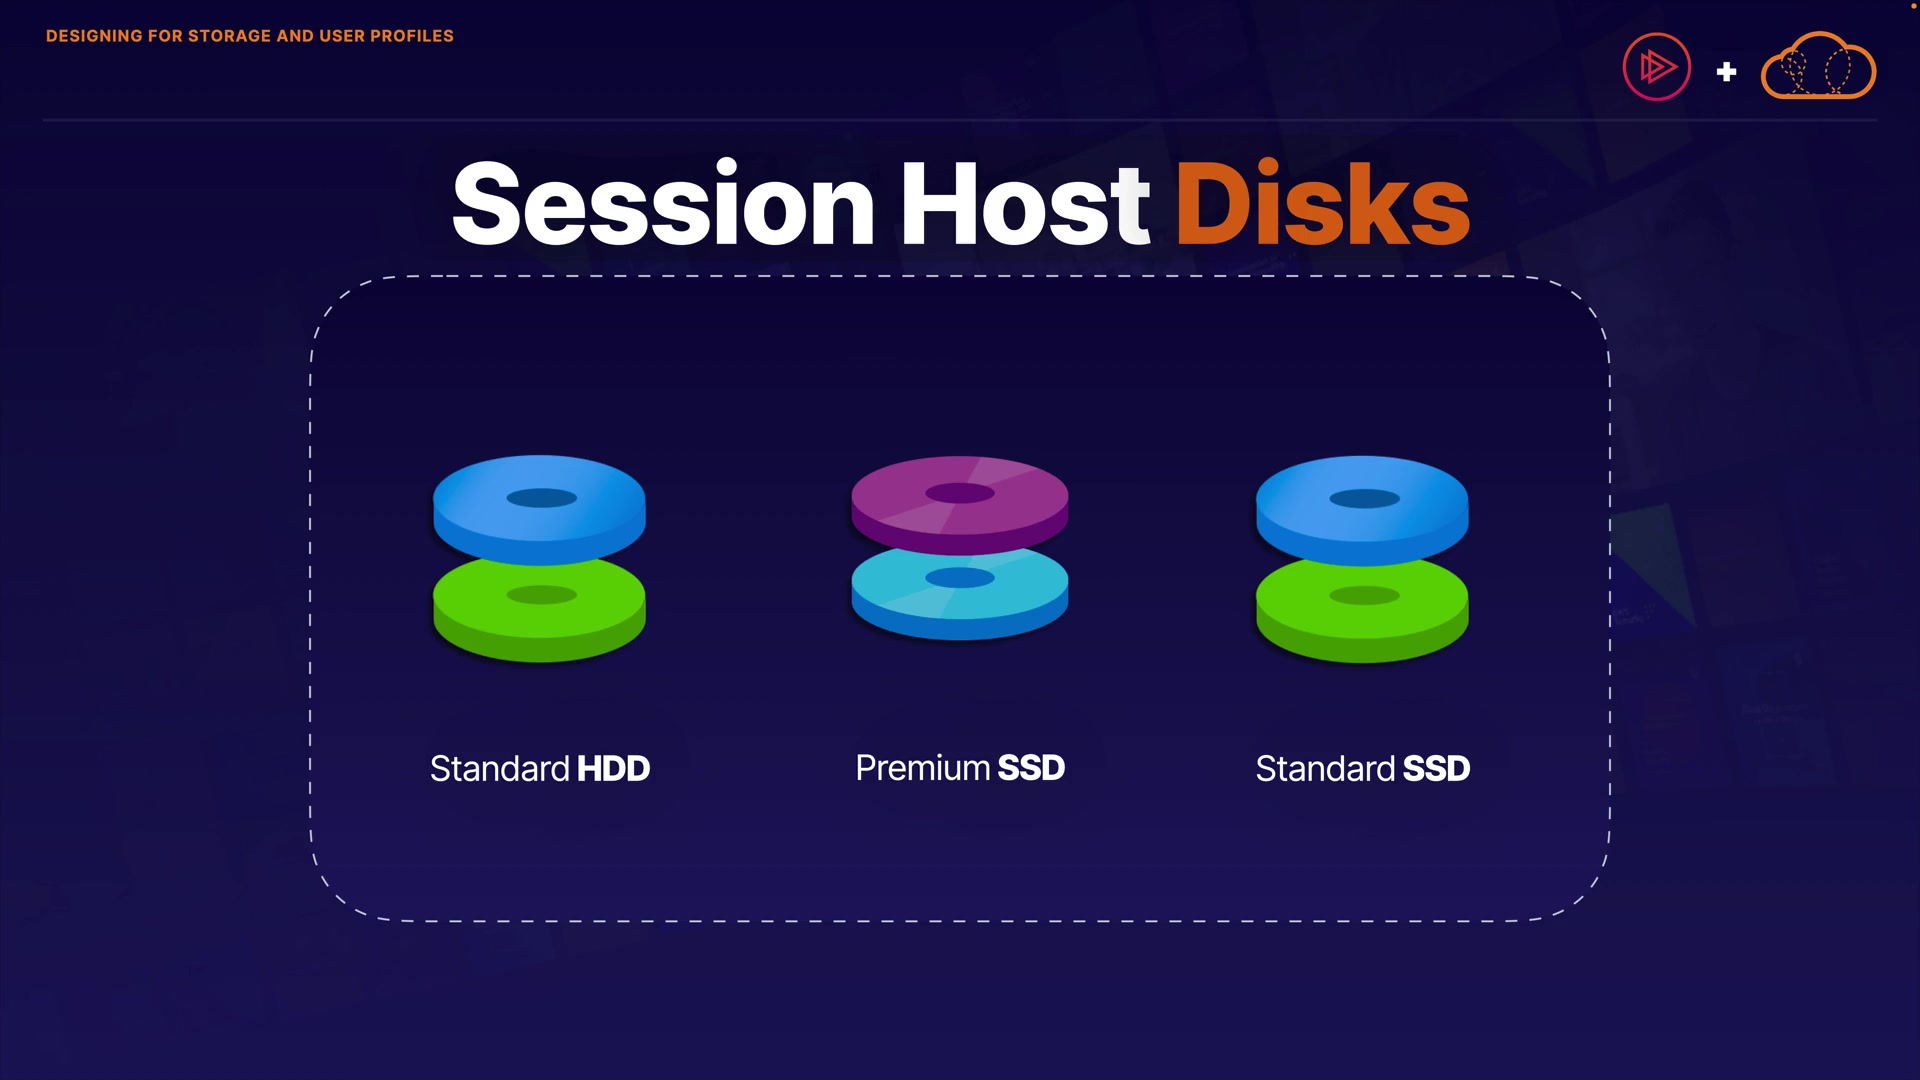 DESIGNING FOR STORAGE AND USER PROFILES
+
Session Host Disks
Standard HDD
Premium SSD
Standard SSD